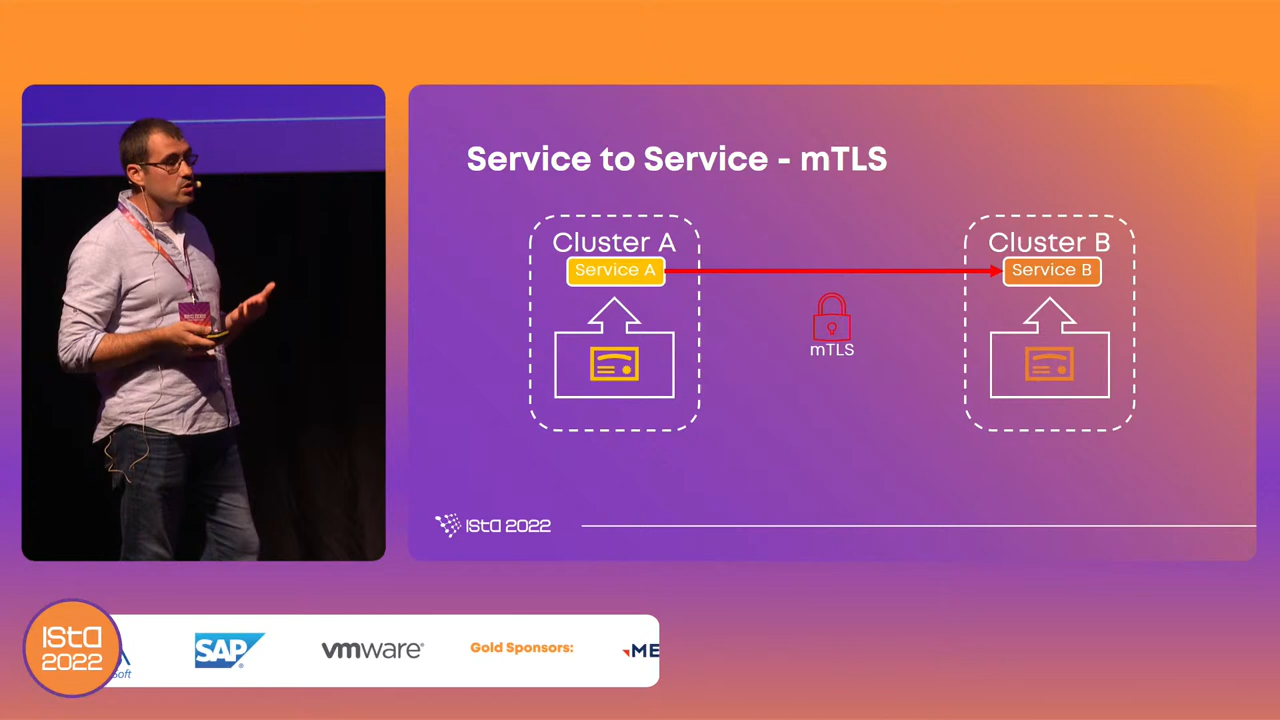 Service to Service - mTLS
Cluster A
Service A
Cluster B
Service B
mTLS
ISTA 2022
ISTA
2022
SAP
vmware
Gold Sponsors: